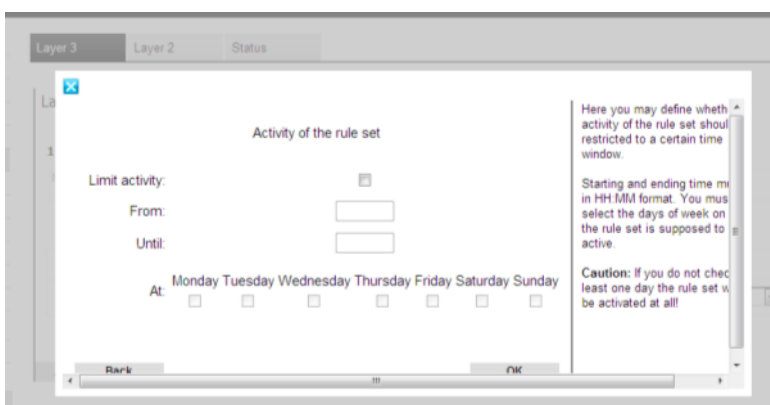 Layer 3 Layer 2 Status
La
1
Activity of the rule set
Limit activity:
From:
Until:
Monday Tuesday Wednesday Thursday Friday Saturday Sunday
At:
Back OK
Here you may define wheth
activity of the rule set shoul
restricted to a certain time
window.
Starting and ending time mu
in HH:MM format. You mus
select the days of week on
the rule set is supposed to
active.
Caution: If you do not chec
least one day the rule set w
be activated at all!